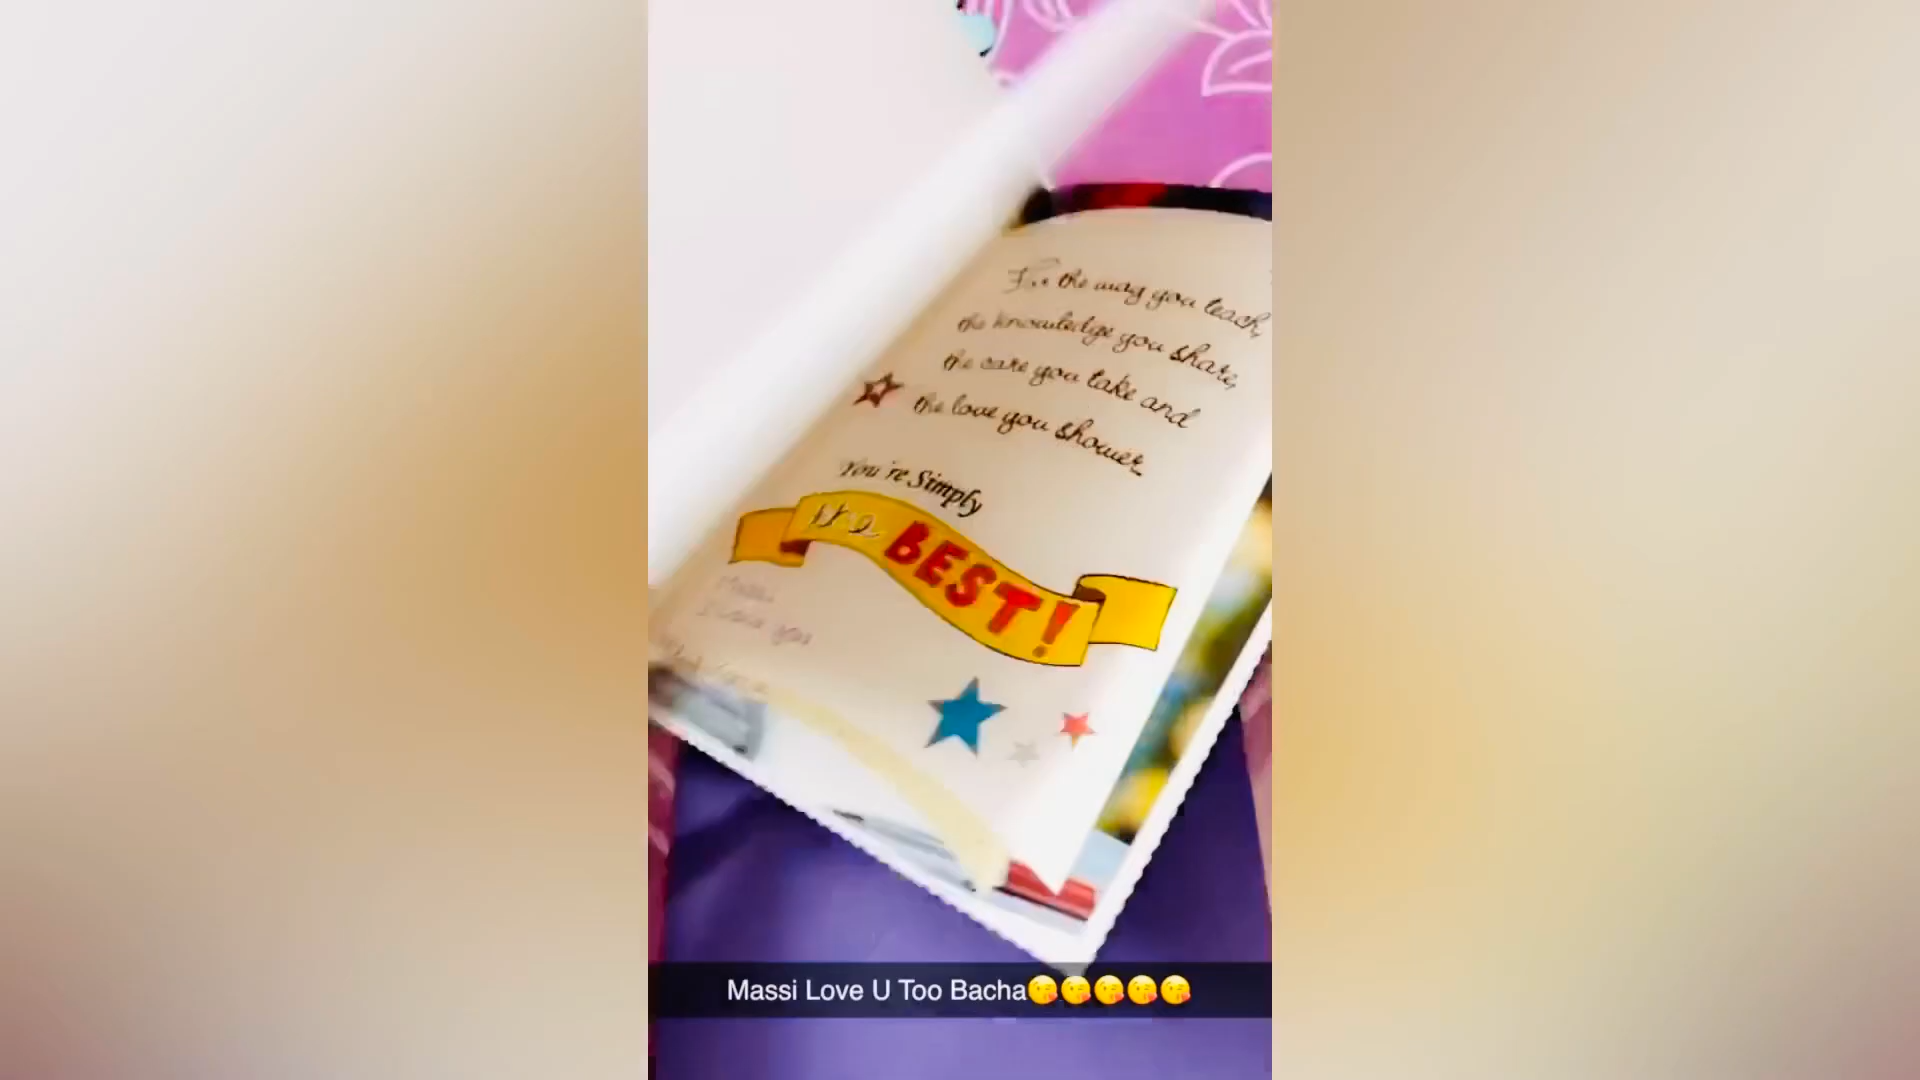 For the way you teach,
the knowledge you share,
the care you take and
the love you shower
You're Simply
the BEST!
Massi Love U Too Bacha😘😘😘😘😘